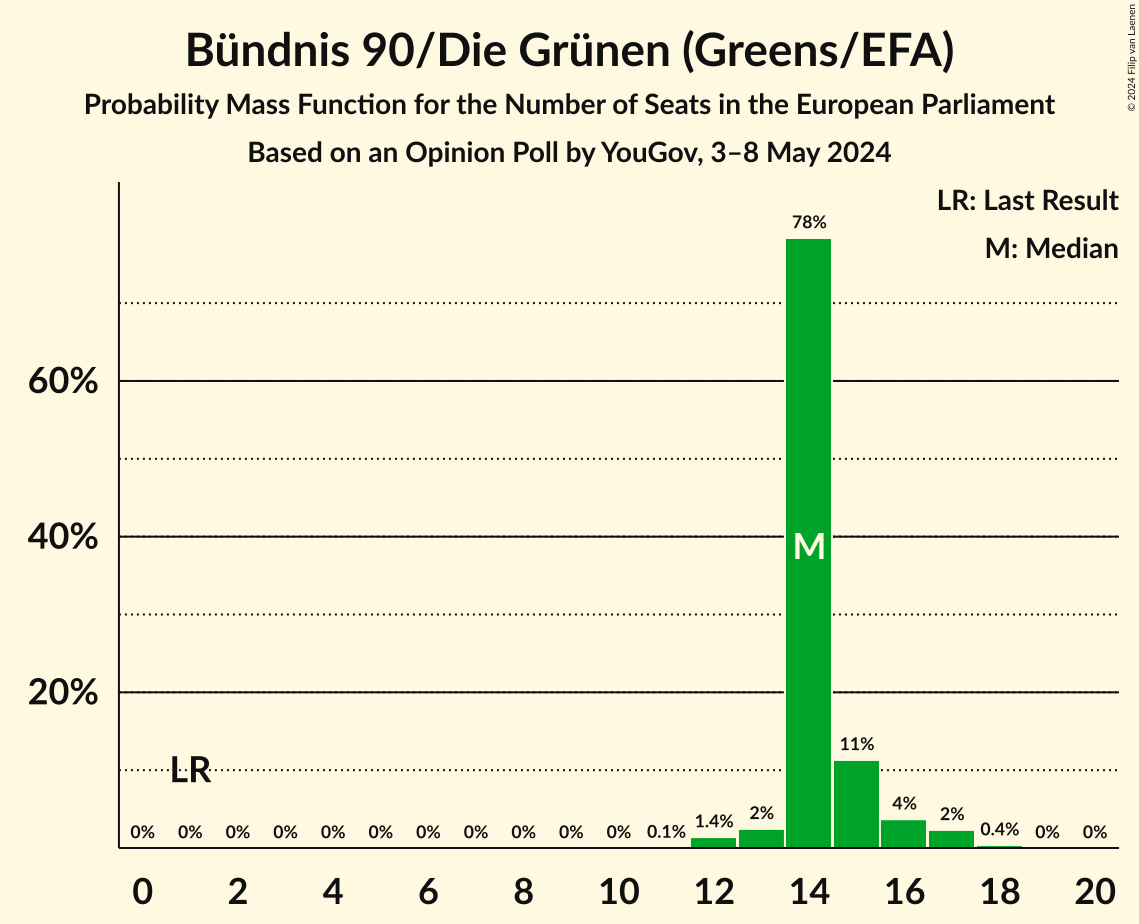 Bündnis 90/Die Grünen (Greens/EFA)
Probability Mass Function for the Number of Seats in the European Parliament
Based on an Opinion Poll by YouGov, 3–8 May 2024
© 2024 Filip van Laenen
LR: Last Result
M: Median
78%
60%
40%
M
20%
LR
11%
0% 0% 0% 0% 0% 0% 0% 0% 0% 0% 0% 0.1% 1.4% 2% 4% 2% 0.4% 0% 0%
0 2 4 6 8 10 12 14 16 18 20